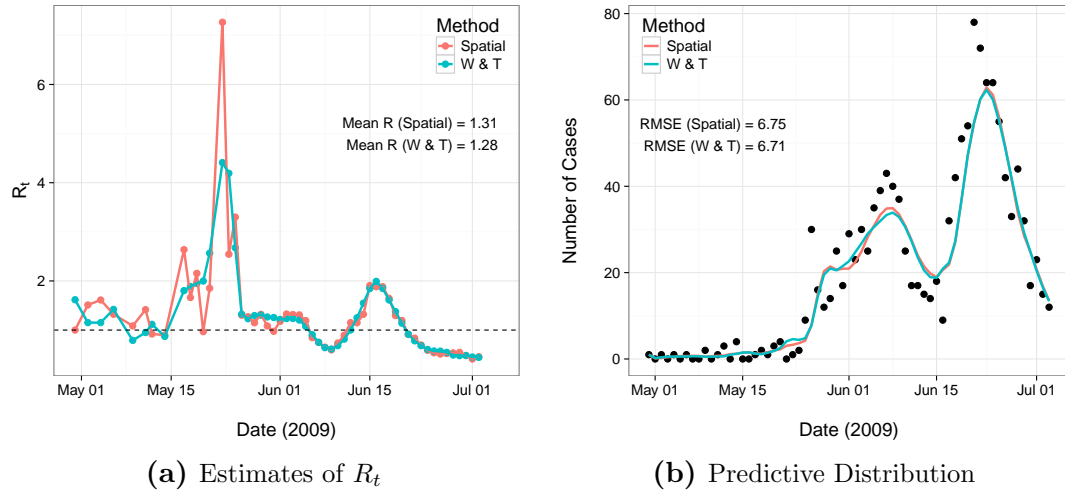 Method
Spatial
W & T
Mean R (Spatial) = 1.31
Mean R (W & T) = 1.28
6
4
2
R_t
May 01
May 15
Jun 01
Jun 15
Jul 01
Date (2009)
(a) Estimates of R_t
80
60
40
20
0
Number of Cases
Method
Spatial
W & T
RMSE (Spatial) = 6.75
RMSE (W & T) = 6.71
May 01
May 15
Jun 01
Jun 15
Jul 01
Date (2009)
(b) Predictive Distribution